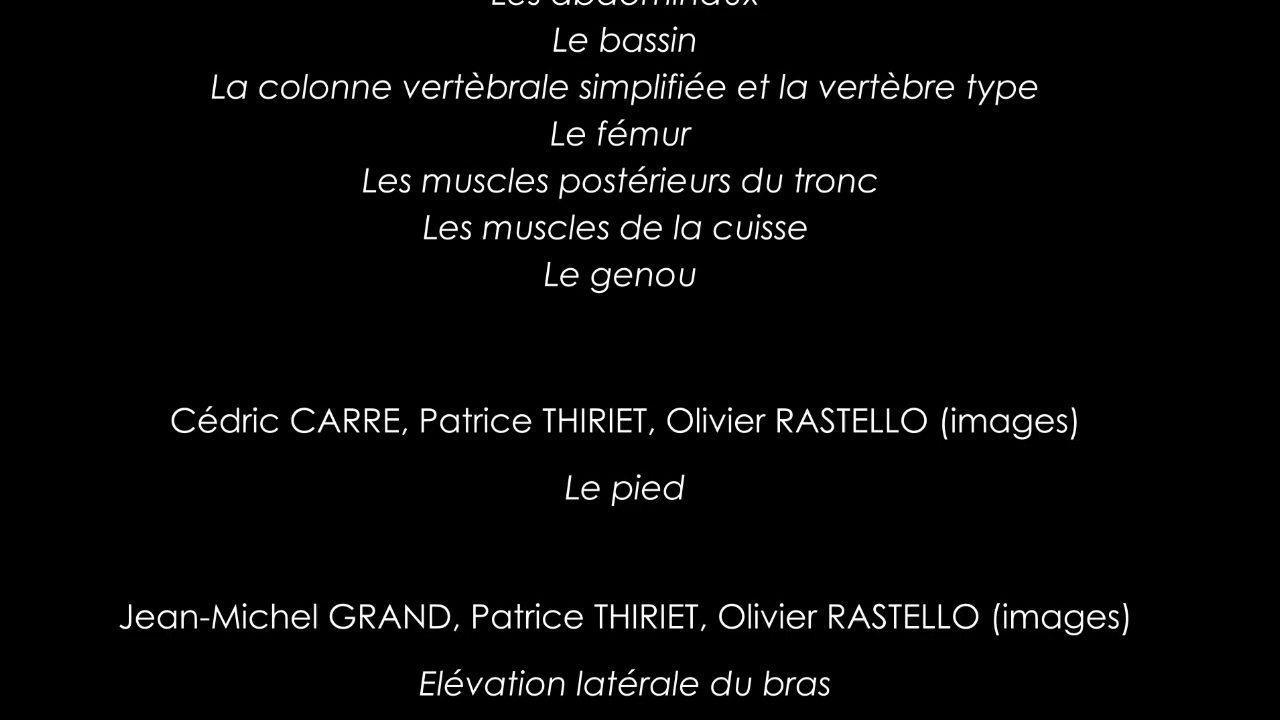 Les abdominaux
Le bassin
La colonne vertèbrale simplifiée et la vertèbre type
Le fémur
Les muscles postérieurs du tronc
Les muscles de la cuisse
Le genou
Cédric CARRE, Patrice THIRIET, Olivier RASTELLO (images)
Le pied
Jean-Michel GRAND, Patrice THIRIET, Olivier RASTELLO (images)
Elévation latérale du bras